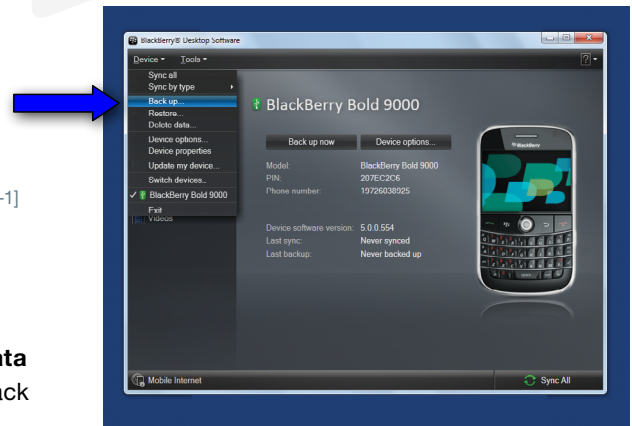 BlackBerry® Desktop Software
Device Tools ?
Sync all
Sync by type
Back up...
Restore...
Delete data...
Device options...
Device properties
Update my device...
Switch devices..
BlackBerry Bold 9000
Exit
Videos
BlackBerry Bold 9000
Back up now Device options...
Model: BlackBerry Bold 9000
PIN: 207EC2C6
Phone number: 19726038925
Device software version: 5.0.0.554
Last sync: Never synced
Last backup: Never backed up
BlackBerry
-1]
ata
ack
Mobile Internet Sync All